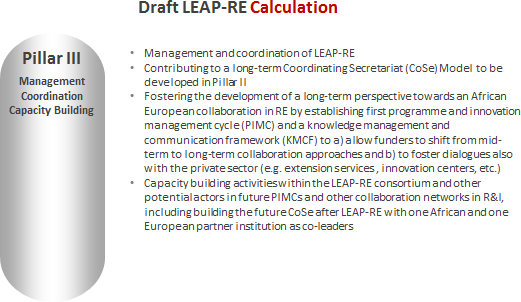 Draft LEAP-RE Calculation
Pillar III
Management
Coordination
Capacity Building
• Management and coordination of LEAP-RE
• Contributing to a long-term Coordinating Secretariat (CoSe) Model to be
developed in Pillar II
• Fostering the development of a long-term perspective towards an African
European collaboration in RE by establishing first programme and innovation
management cycle (PIMC) and a knowledge management and
communication framework (KMCF) to a) allow funders to shift from mid-
term to long-term collaboration approaches and b) to foster dialogues also
with the private sector (e.g. extension services, innovation centers, etc.)
• Capacity building activities within the LEAP-RE consortium and other
potential actors in future PIMCs and other collaboration networks in R&I,
including building the future CoSe after LEAP-RE with one African and one
European partner institution as co-leaders